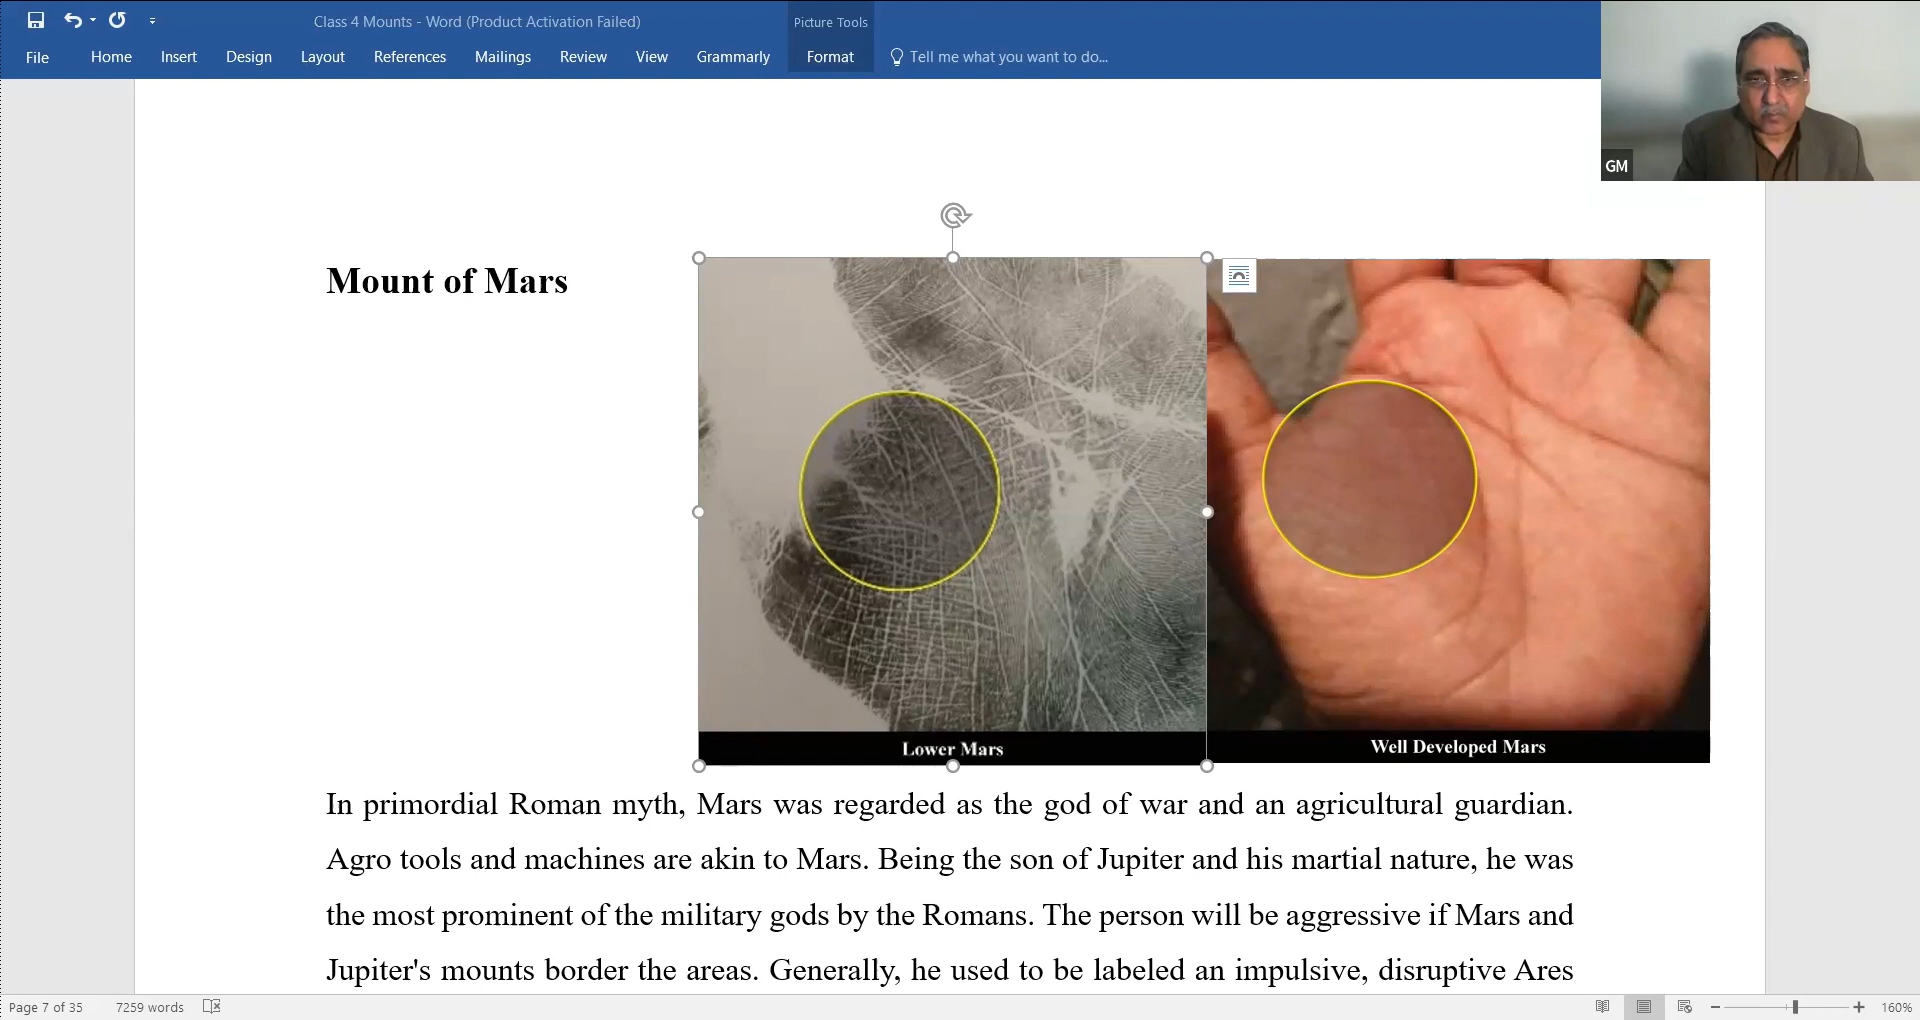 Class 4 Mounts - Word (Product Activation Failed)
Picture Tools
File Home Insert Design Layout References Mailings Review View Grammarly Format Tell me what you want to do...
GM
Mount of Mars
Lower Mars
Well Developed Mars
In primordial Roman myth, Mars was regarded as the god of war and an agricultural guardian.
Agro tools and machines are akin to Mars. Being the son of Jupiter and his martial nature, he was
the most prominent of the military gods by the Romans. The person will be aggressive if Mars and
Jupiter's mounts border the areas. Generally, he used to be labeled an impulsive, disruptive Ares
Page 7 of 35 7259 words 160%